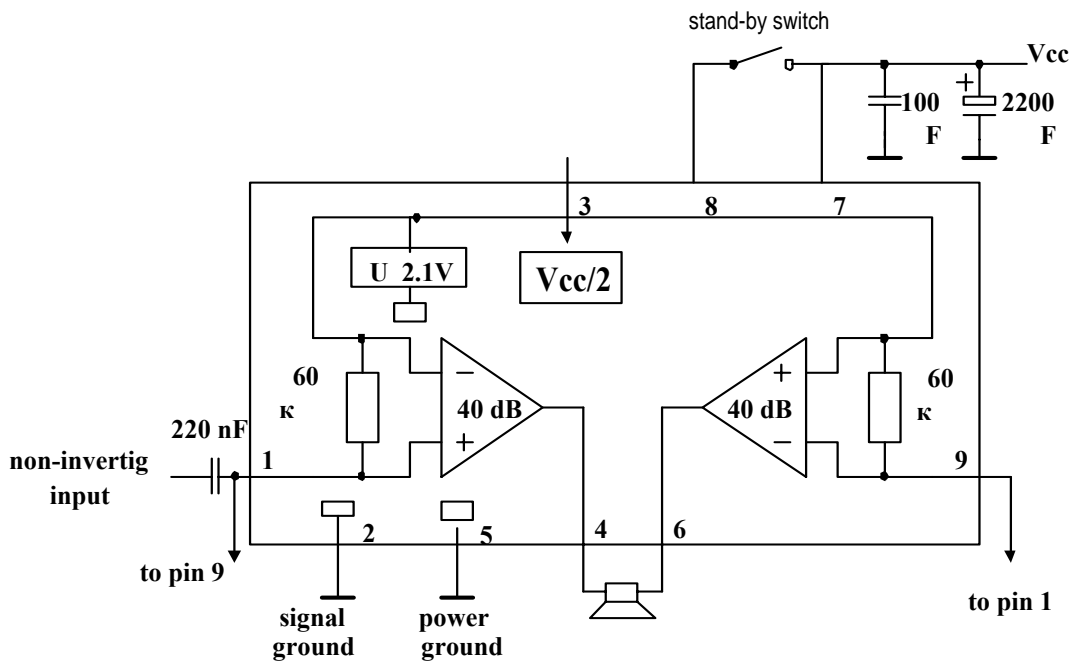 stand-by switch
Vcc
+
100
2200
F
F
3
8
7
U 2.1V
Vcc/2
60
к
−
40 dB
+
+
40 dB
−
60
к
220 nF
non-invertig
input
1
9
2
5
4
6
to pin 9
signal
ground
power
ground
to pin 1